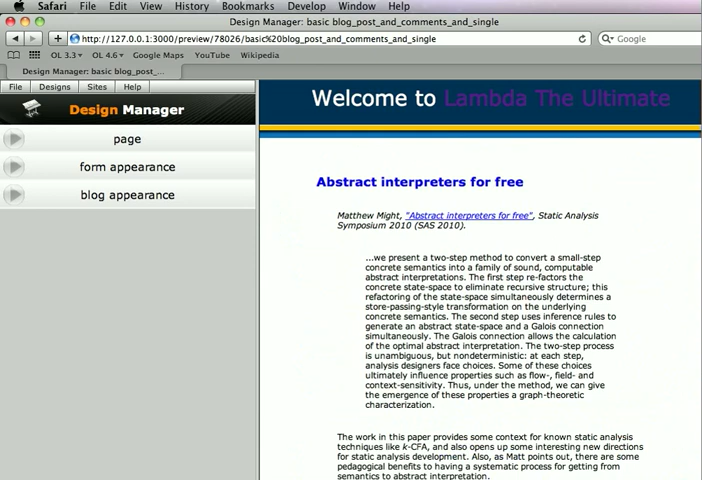 Safari File Edit View History Bookmarks Develop Window Help
Design Manager: basic blog_post_and_comments_and_single
http://127.0.0.1:3000/preview/78026/basic%20blog_post_and_comments_and_single
Google
OL 3.3 OL 4.6 Google Maps YouTube Wikipedia
Design Manager: basic blog_post_...
File Designs Sites Help
Design Manager
page
form appearance
blog appearance
Welcome to Lambda The Ultimate
Abstract interpreters for free
Matthew Might, "Abstract interpreters for free", Static Analysis
Symposium 2010 (SAS 2010).
...we present a two-step method to convert a small-step
concrete semantics into a family of sound, computable
abstract interpretations. The first step re-factors the
concrete state-space to eliminate recursive structure; this
refactoring of the state-space simultaneously determines a
store-passing-style transformation on the underlying
concrete semantics. The second step uses inference rules to
generate an abstract state-space and a Galois connection
simultaneously. The Galois connection allows the calculation
of the optimal abstract interpretation. The two-step process
is unambiguous, but nondeterministic: at each step,
analysis designers face choices. Some of these choices
ultimately influence properties such as flow-, field- and
context-sensitivity. Thus, under the method, we can give
the emergence of these properties a graph-theoretic
characterization.
The work in this paper provides some context for known static analysis
techniques like k-CFA, and also opens up some interesting new directions
for static analysis development. Also, as Matt points out, there are some
pedagogical benefits to having a systematic process for getting from
semantics to abstract interpretation.